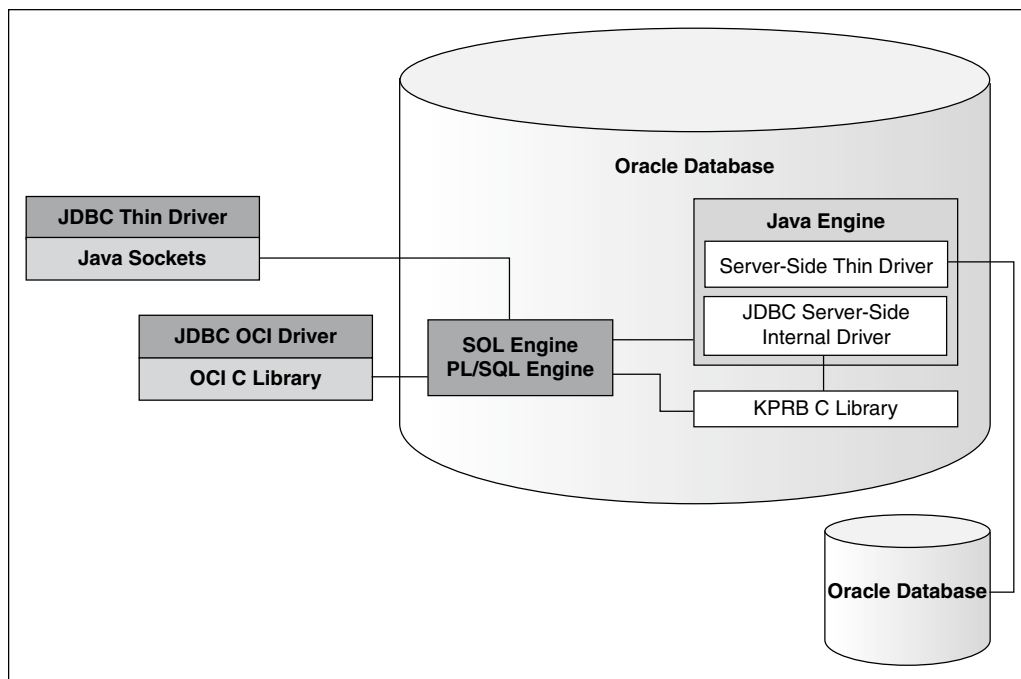 Oracle Database
JDBC Thin Driver
Java Sockets
Java Engine
Server-Side Thin Driver
JDBC Server-Side
Internal Driver
JDBC OCI Driver
OCI C Library
SOL Engine
PL/SQL Engine
KPRB C Library
Oracle Database